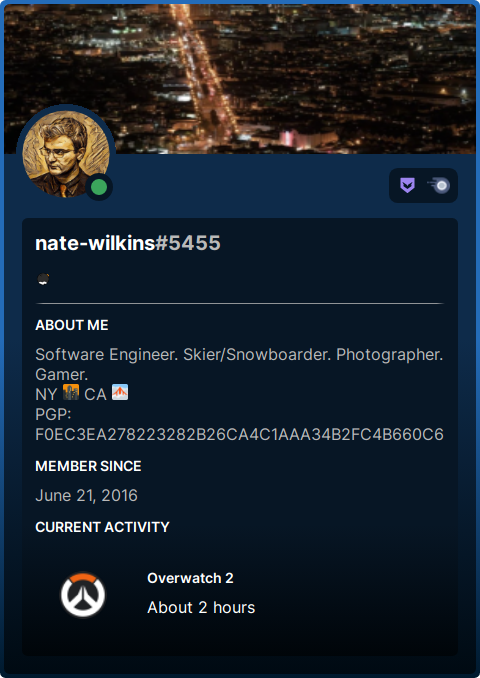 nate-wilkins#5455
ABOUT ME
Software Engineer. Skier/Snowboarder. Photographer.
Gamer.
NY 🌃 CA 🌁
PGP:
F0EC3EA278223282B26CA4C1AAA34B2FC4B660C6
MEMBER SINCE
June 21, 2016
CURRENT ACTIVITY
Overwatch 2
About 2 hours